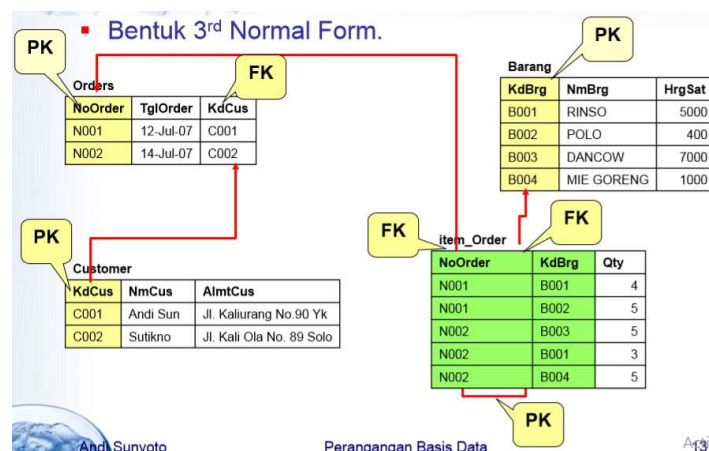 ▪ Bentuk 3rd Normal Form.
PK
PK
FK
Orders
NoOrder TglOrder KdCus
N001 12-Jul-07 C001
N002 14-Jul-07 C002
Barang
KdBrg NmBrg HrgSat
B001 RINSO 5000
B002 POLO 400
B003 DANCOW 7000
B004 MIE GORENG 1000
PK
FK
FK
Customer
KdCus NmCus AlmtCus
C001 Andi Sun Jl. Kaliurang No.90 Yk
C002 Sutikno Jl. Kali Ola No. 89 Solo
item_Order
NoOrder KdBrg Qty
N001 B001 4
N001 B002 5
N002 B003 5
N002 B001 3
N002 B004 5
PK
Andi Sunyoto Perangangan Basis Data 13